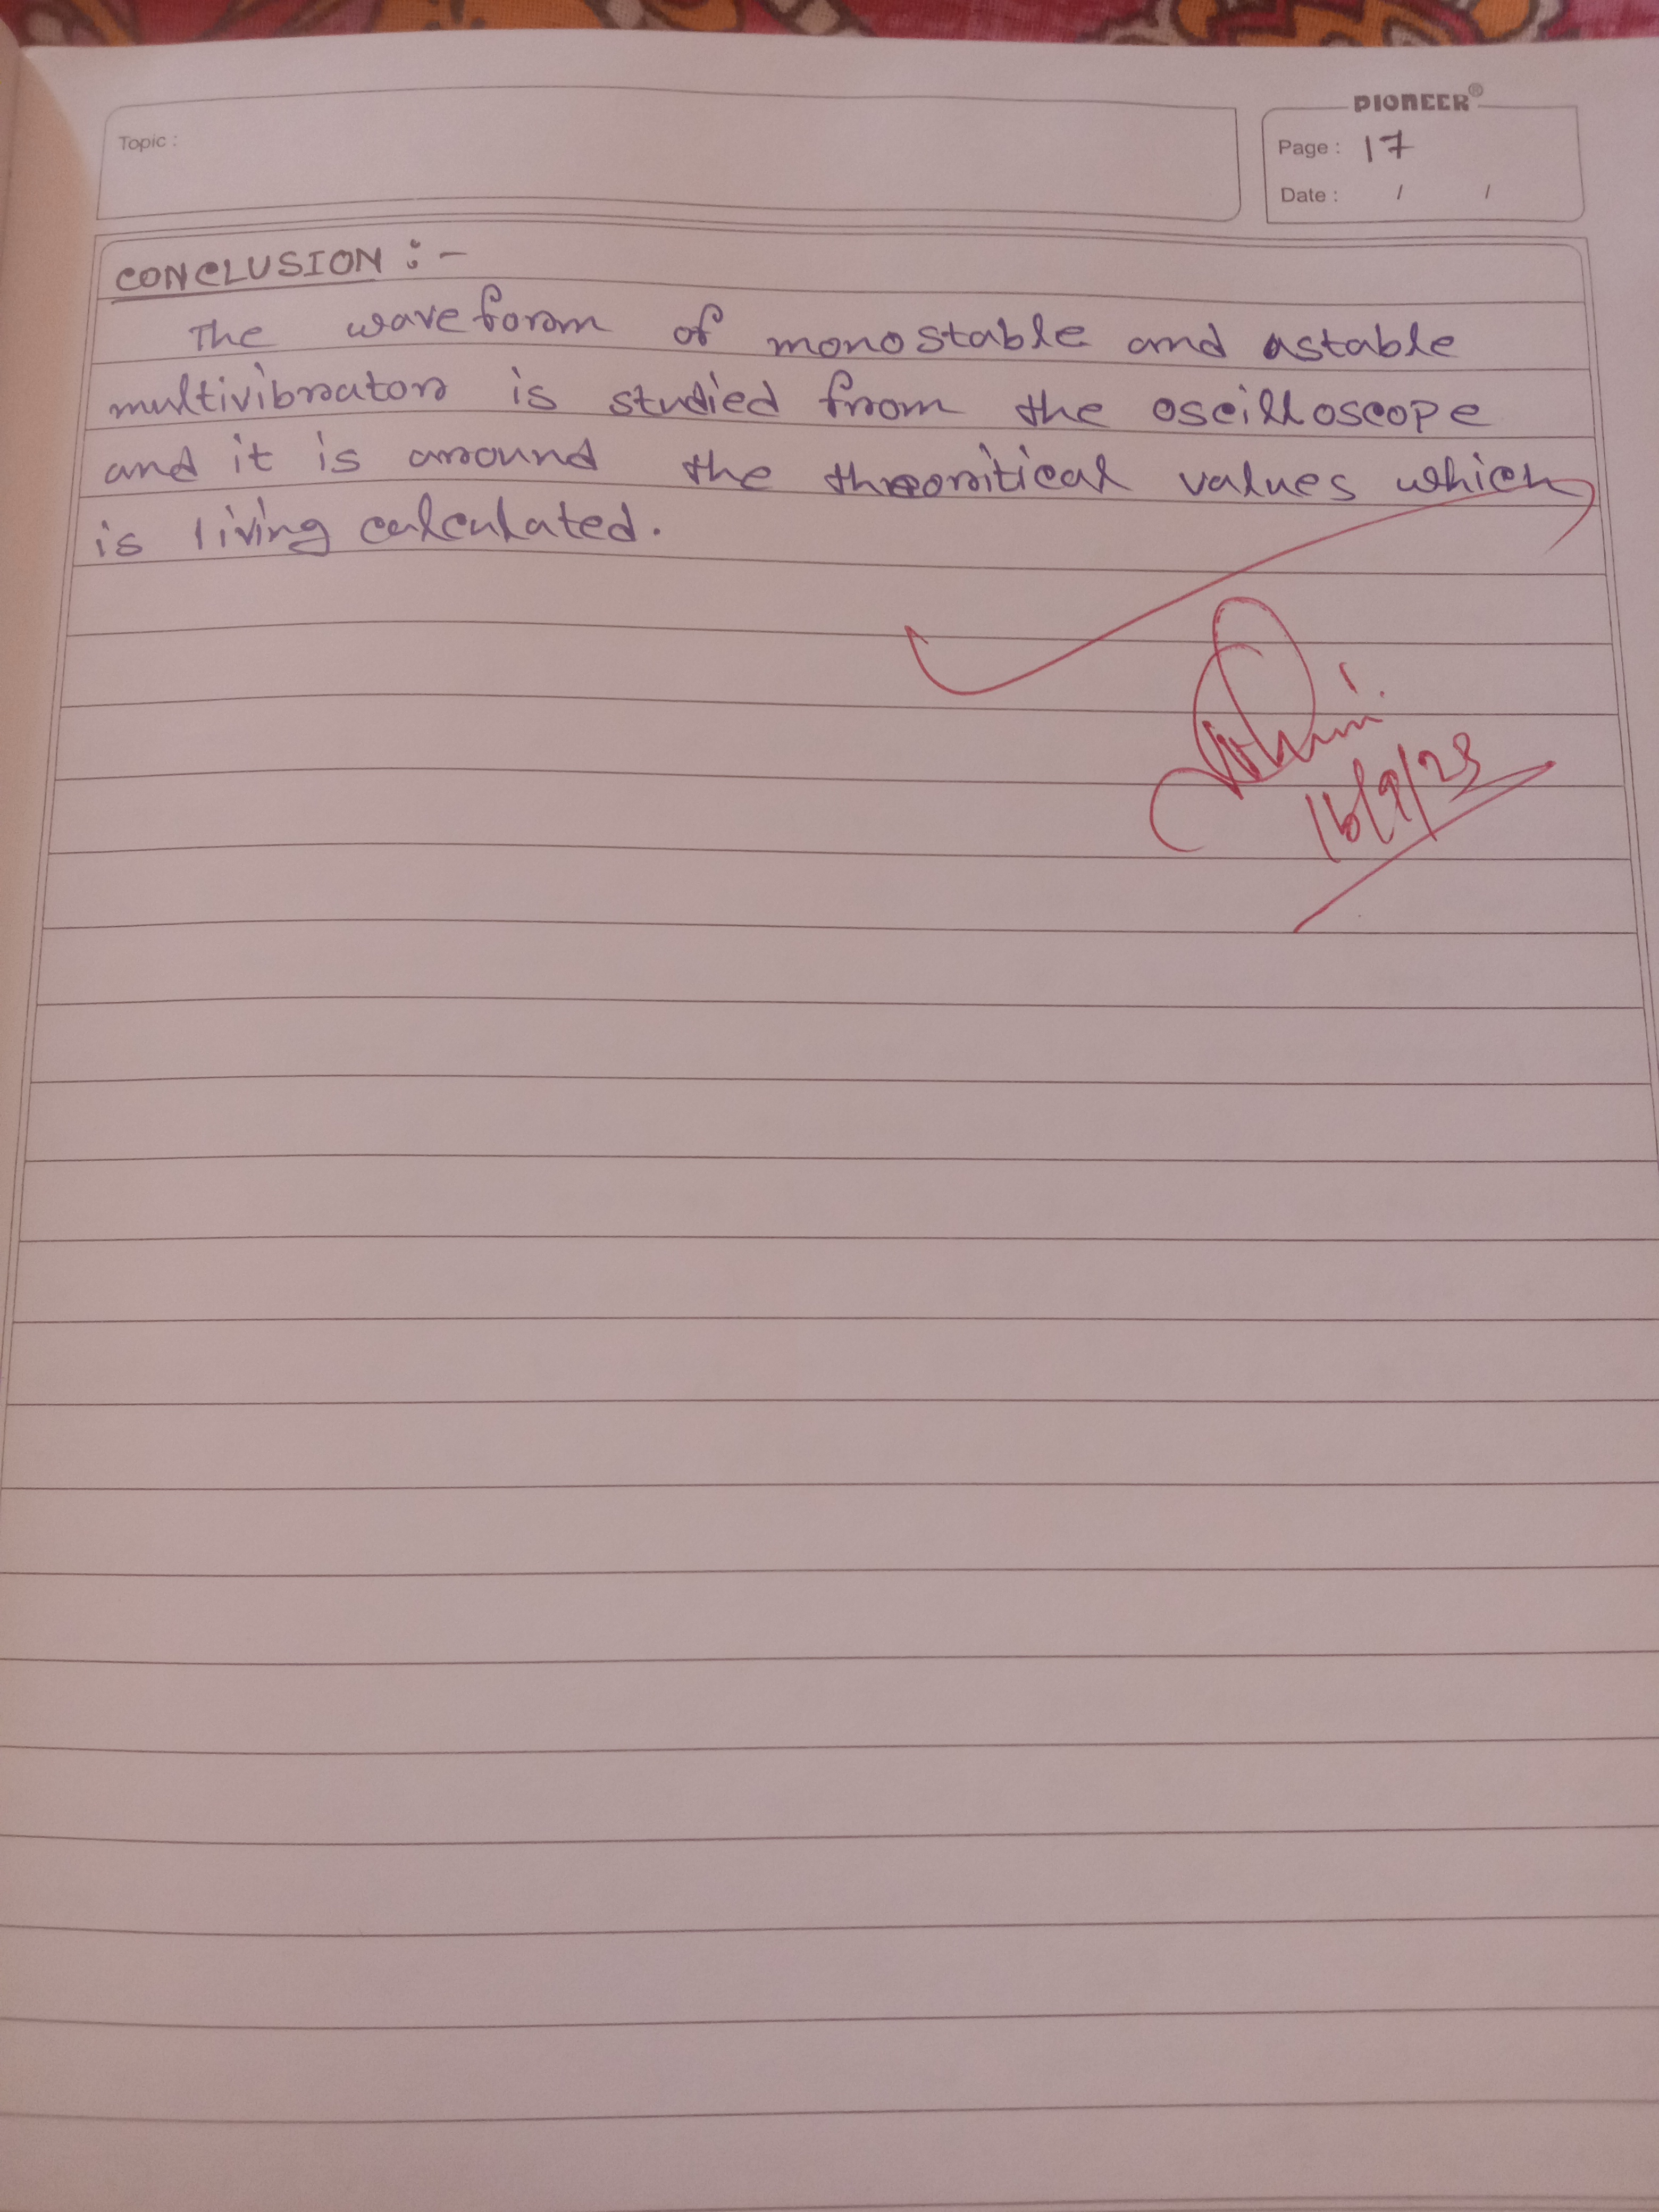 PIONEER®
Topic :
Page : 17
Date : / /
CONCLUSION :-
The waveform of monostable and astable
multivibrator is studied from the oscilloscope
and it is around the theoritical values which
is living calculated.
16/9/23